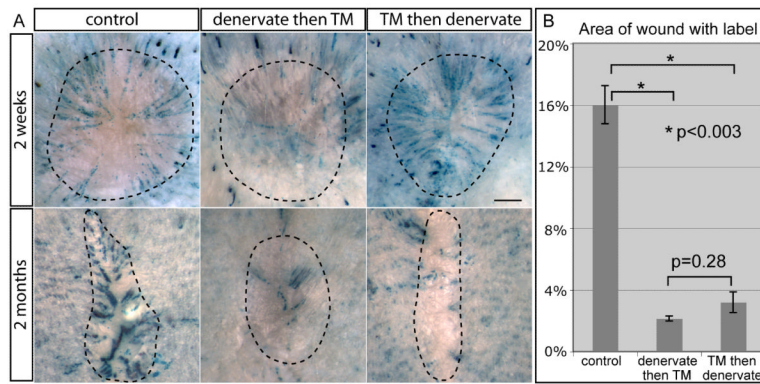 A
control
denervate then TM
TM then denervate
2 weeks
2 months
B
Area of wound with label
20%
16%
12%
8%
4%
0%
*
*
* p<0.003
p=0.28
control
denervate
then TM
TM then
denervate